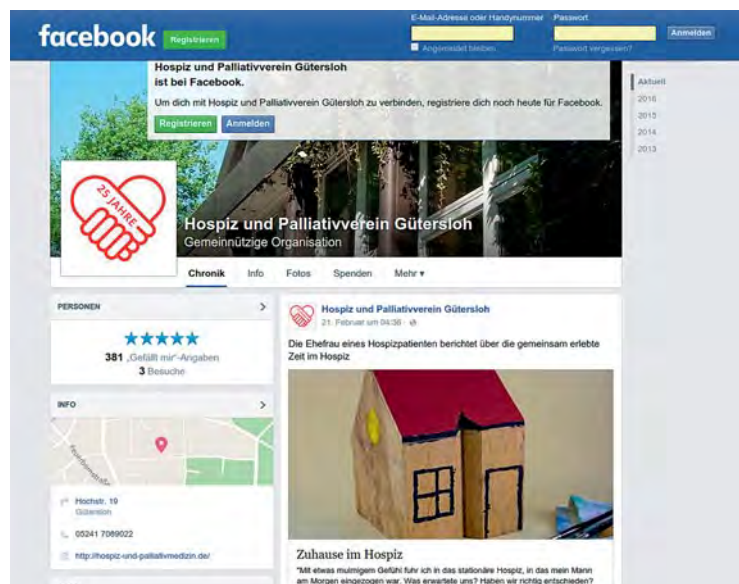 facebook
Registrieren
E-Mail-Adresse oder Handynummer
Passwort
Angemeldet bleiben
Passwort vergessen?
Anmelden
Hospiz und Palliativverein Gütersloh
ist bei Facebook.
Um dich mit Hospiz und Palliativverein Gütersloh zu verbinden, registriere dich noch heute für Facebook.
Registrieren
Anmelden
Aktuell
2016
2015
2014
2013
25 JAHRE
Hospiz und Palliativverein Gütersloh
Gemeinnützige Organisation
Chronik
Info
Fotos
Spenden
Mehr ▾
PERSONEN
381 „Gefällt mir“-Angaben
3 Besuche
INFO
Hochstr. 19
Gütersloh
05241 7089022
http://hospiz-und-palliativmedizin.de/
Hospiz und Palliativverein Gütersloh
21. Februar um 04:36 ·
Die Ehefrau eines Hospizpatienten berichtet über die gemeinsam erlebte
Zeit im Hospiz
Zuhause im Hospiz
"Mit etwas mulmigem Gefühl fuhr ich in das stationäre Hospiz, in das mein Mann
am Morgen eingezogen war. Was erwartete uns? Haben wir richtig entschieden?